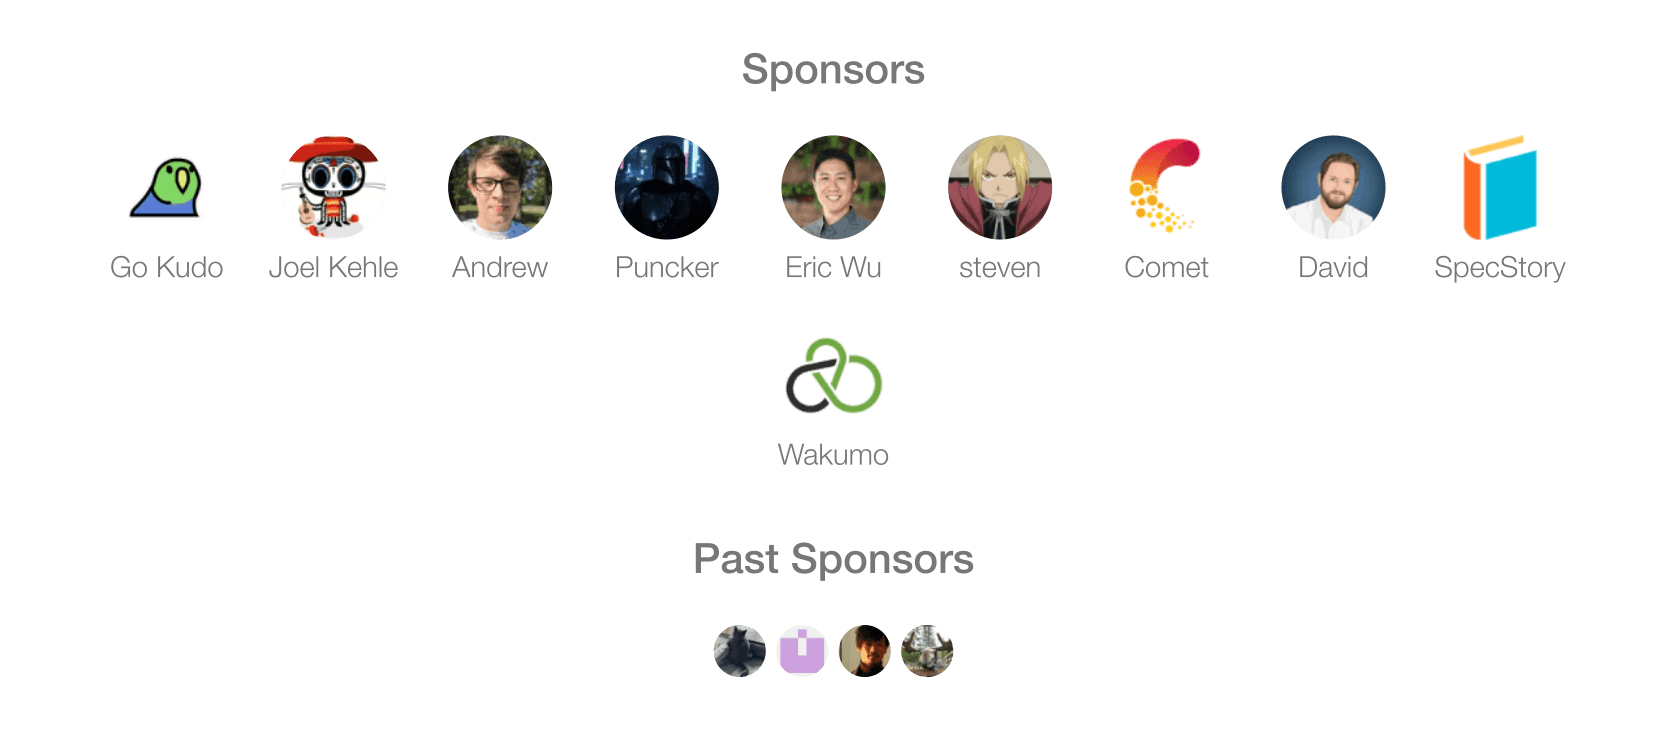 Sponsors
Go Kudo Joel Kehle Andrew Puncker Eric Wu steven Comet David SpecStory
Wakumo
Past Sponsors